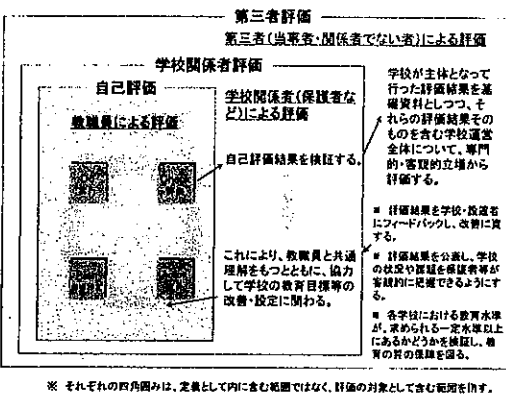 第三者評価
第三者(当事者・関係者でない者)による評価
学校関係者評価
自己評価
教職員による評価
学校関係者(保護者な
ど)による評価
自己評価結果を検証する。
これにより、教職員と共通
理解をもつとともに、協力
して学校の教育目標等の
改善・設定に関わる。
学校が主体となって
行った評価結果を基
礎資料としつつ、そ
れらの評価結果その
ものを含む学校運営
全体について、専門
的・客観的立場から
評価する。
■ 評価結果を学校・設置者
にフィードバックし、改善に資
する。
■ 評価結果を公表し、学校
の状況や課題を保護者等が
客観的に把握できるようにす
る。
■ 各学校における教育水準
が、求められる一定水準以上
にあるかどうかを検証し、教
育の質の保障を図る。
※ それぞれの四角囲みは、定義として内に含む範囲ではなく、評価の対象として含む範囲を指す。